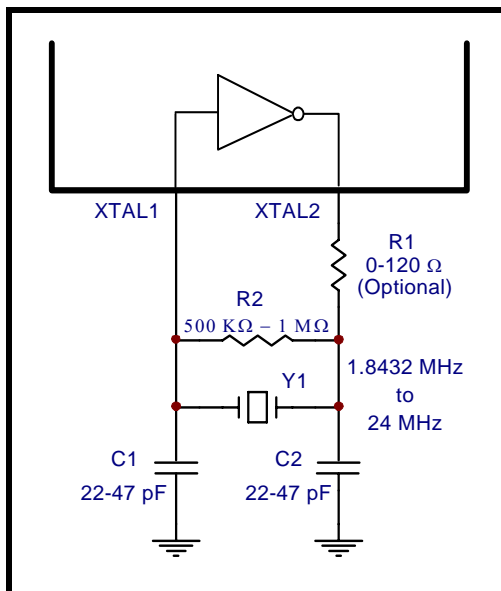 XTAL1
XTAL2
R1
0-120 Ω
(Optional)
R2
500 KΩ – 1 MΩ
Y1
1.8432 MHz
to
24 MHz
C1
22-47 pF
C2
22-47 pF